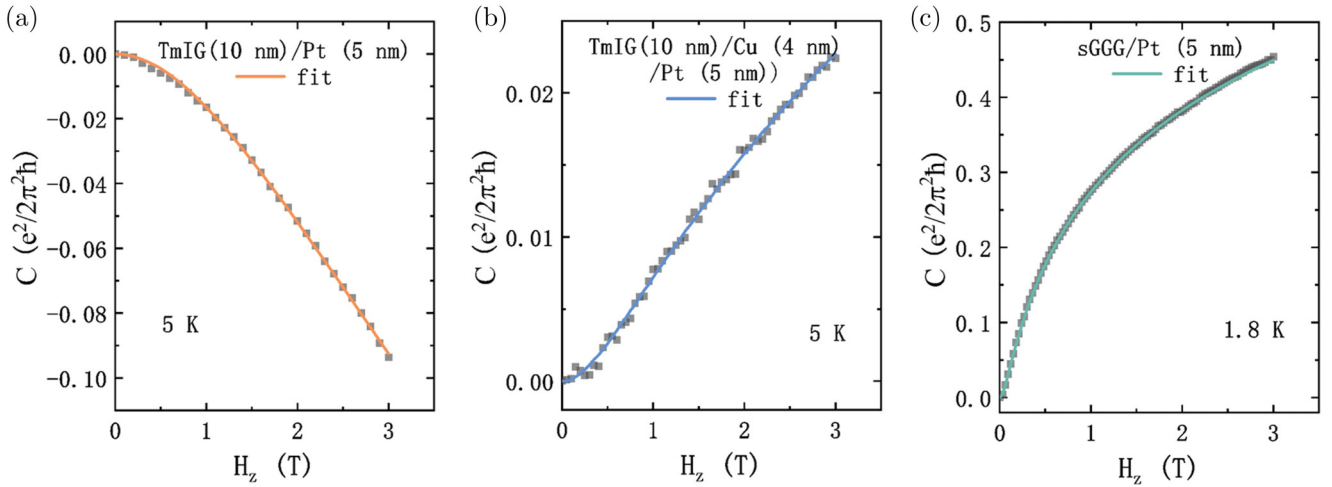 (a)
TmIG(10 nm)/Pt (5 nm)
fit
0.00
-0.02
-0.04
-0.06
-0.08
-0.10
C (e²/2π²ħ)
5 K
0 1 2 3
H_z (T)
(b)
TmIG(10 nm)/Cu (4 nm)
/Pt (5 nm))
fit
0.02
0.01
0.00
C (e²/2π²ħ)
5 K
0 1 2 3
H_z (T)
(c)
sGGG/Pt (5 nm)
fit
0.5
0.4
0.3
0.2
0.1
0.0
C (e²/2π²ħ)
1.8 K
0 1 2 3
H_z (T)